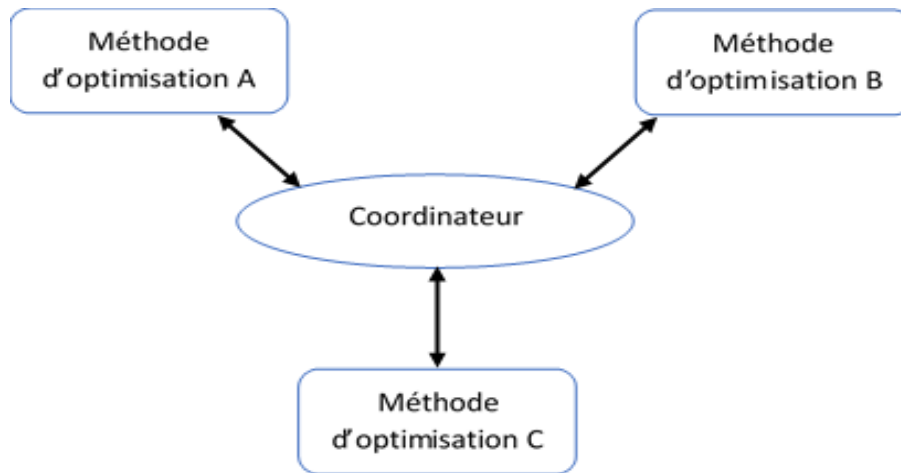 Méthode
d'optimisation A
Méthode
d'optimisation B
Coordinateur
Méthode
d'optimisation C